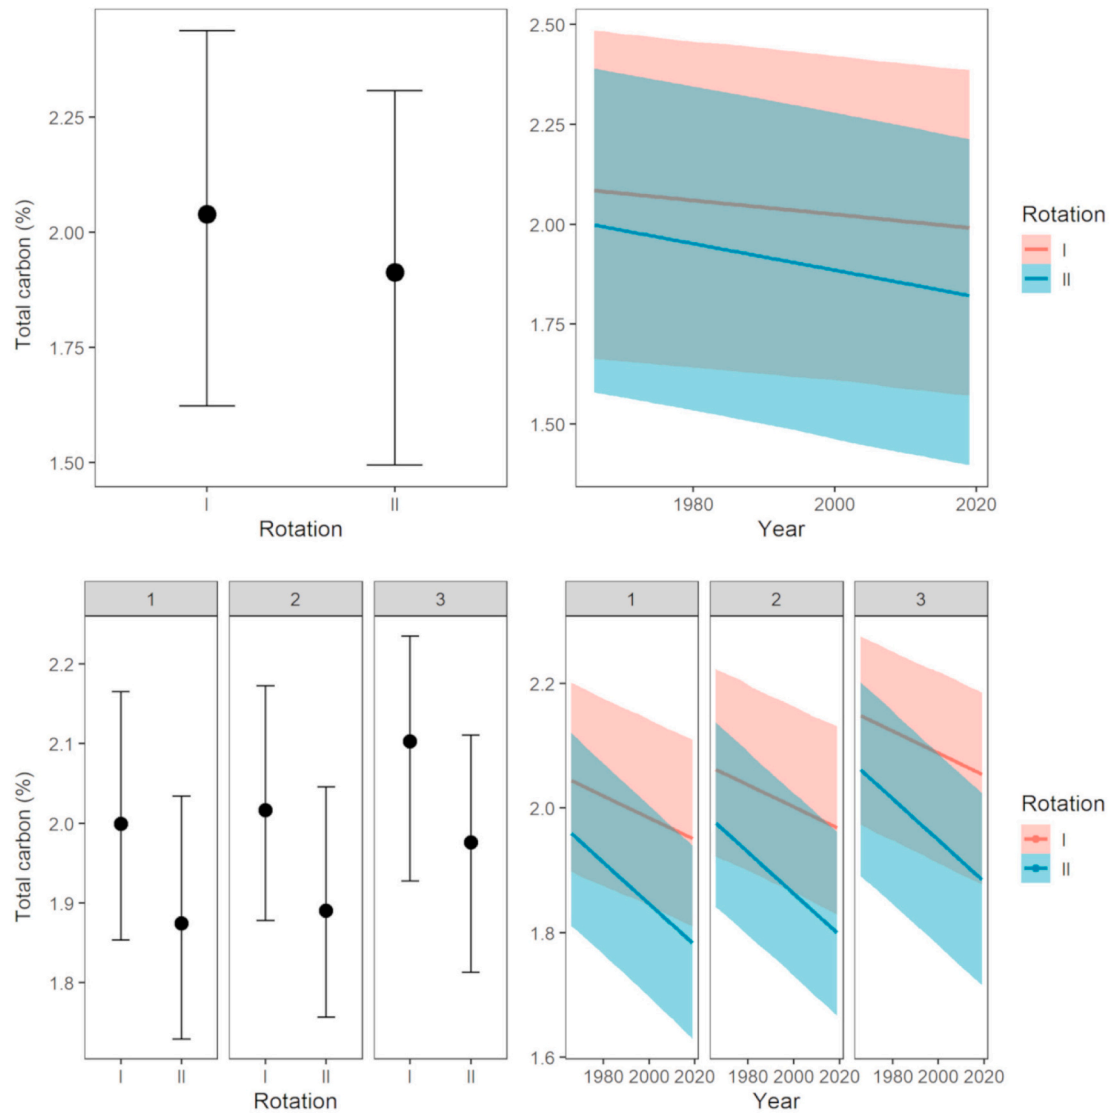 Total carbon (%)
2.25
2.00
1.75
1.50
I II
Rotation
2.50
2.25
2.00
1.75
1.50
1980 2000 2020
Year
Rotation
I
II
1 2 3
Total carbon (%)
2.2
2.1
2.0
1.9
1.8
I II I II I II
Rotation
1 2 3
2.2
2.0
1.8
1.6
1980 2000 2020 1980 2000 2020 1980 2000 2020
Year
Rotation
I
II